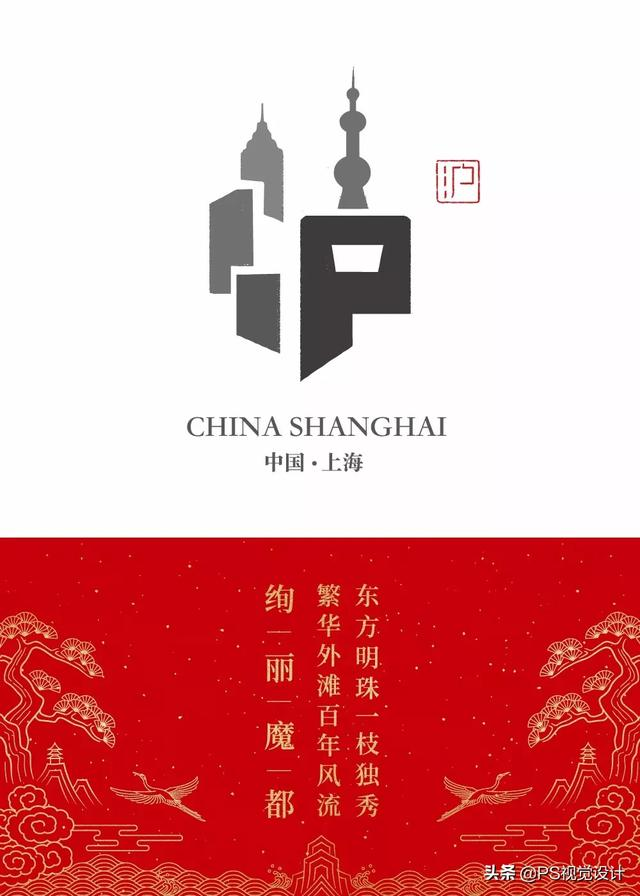 沪
沪
CHINA SHANGHAI
中国·上海
东方明珠一枝独秀
繁华外滩百年风流
绚|丽|魔|都
头条 @PS视觉设计